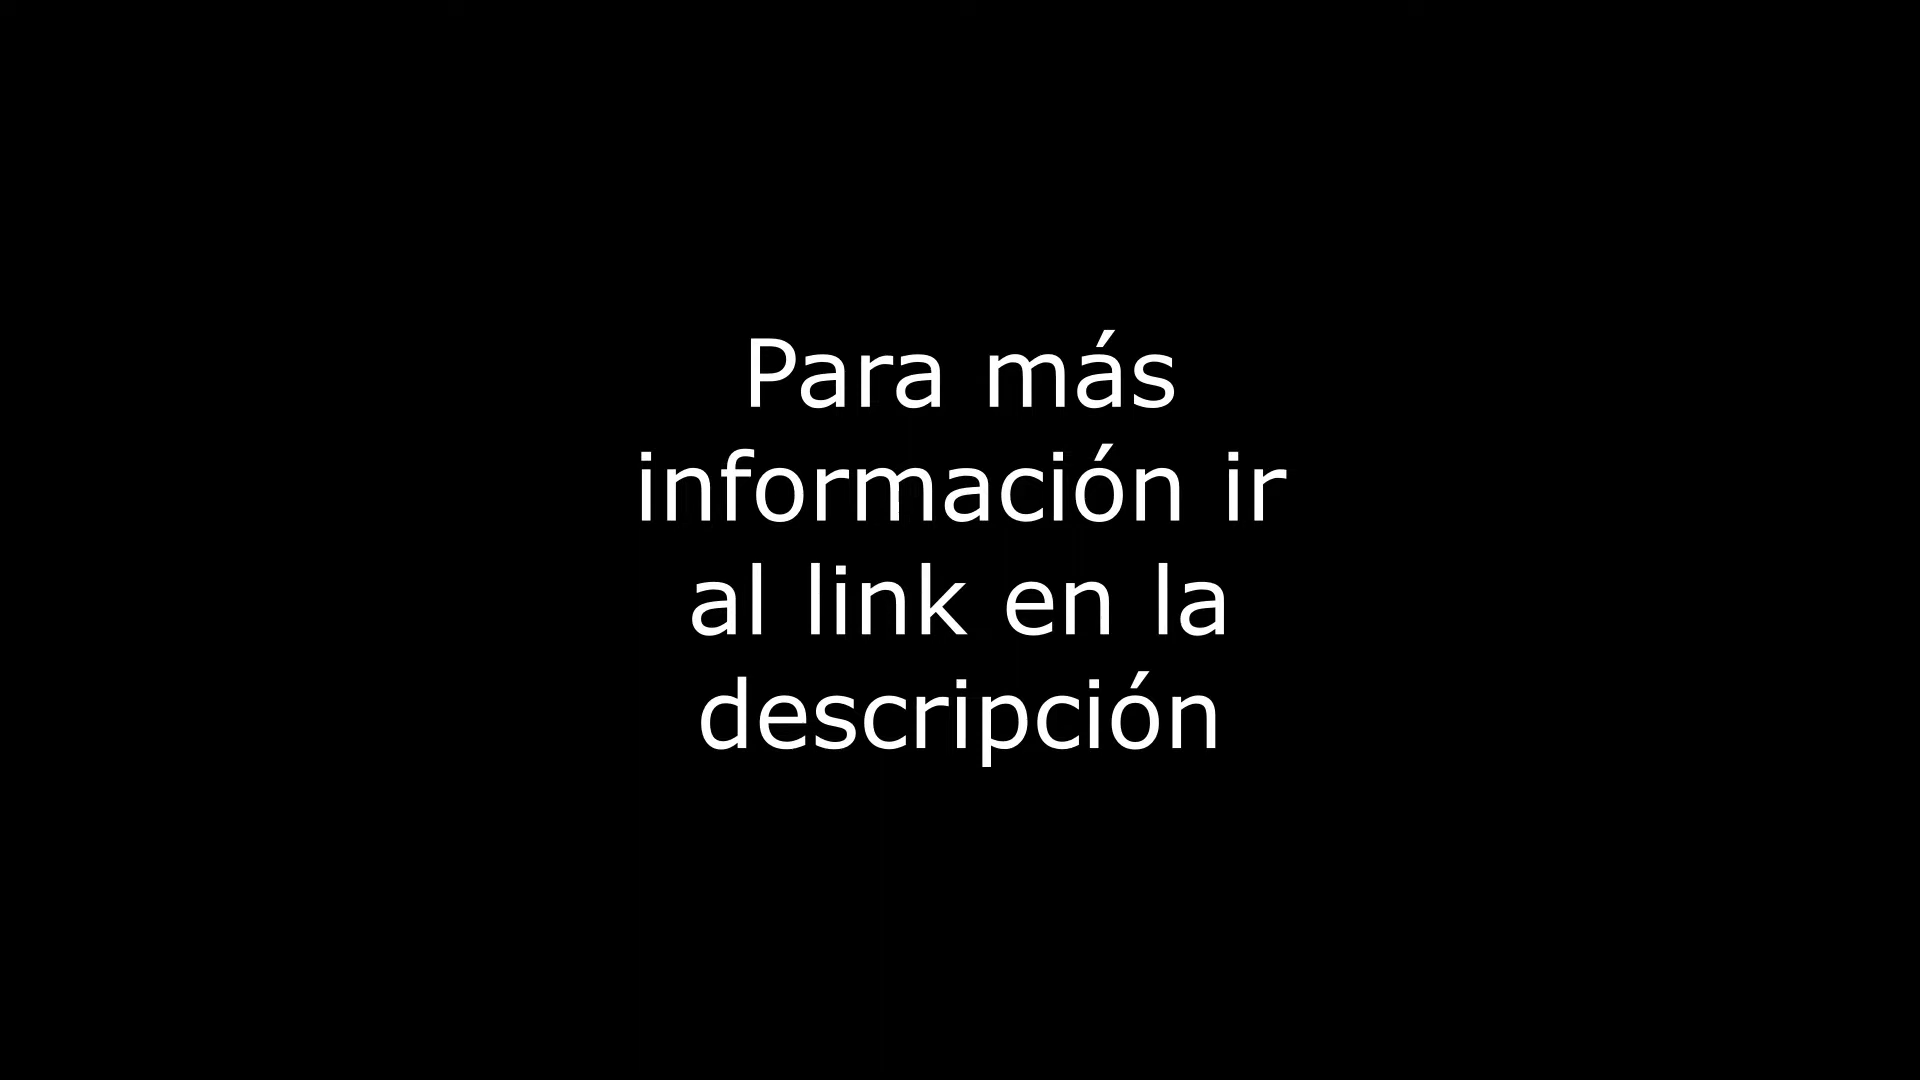 Para más
información ir
al link en la
descripción